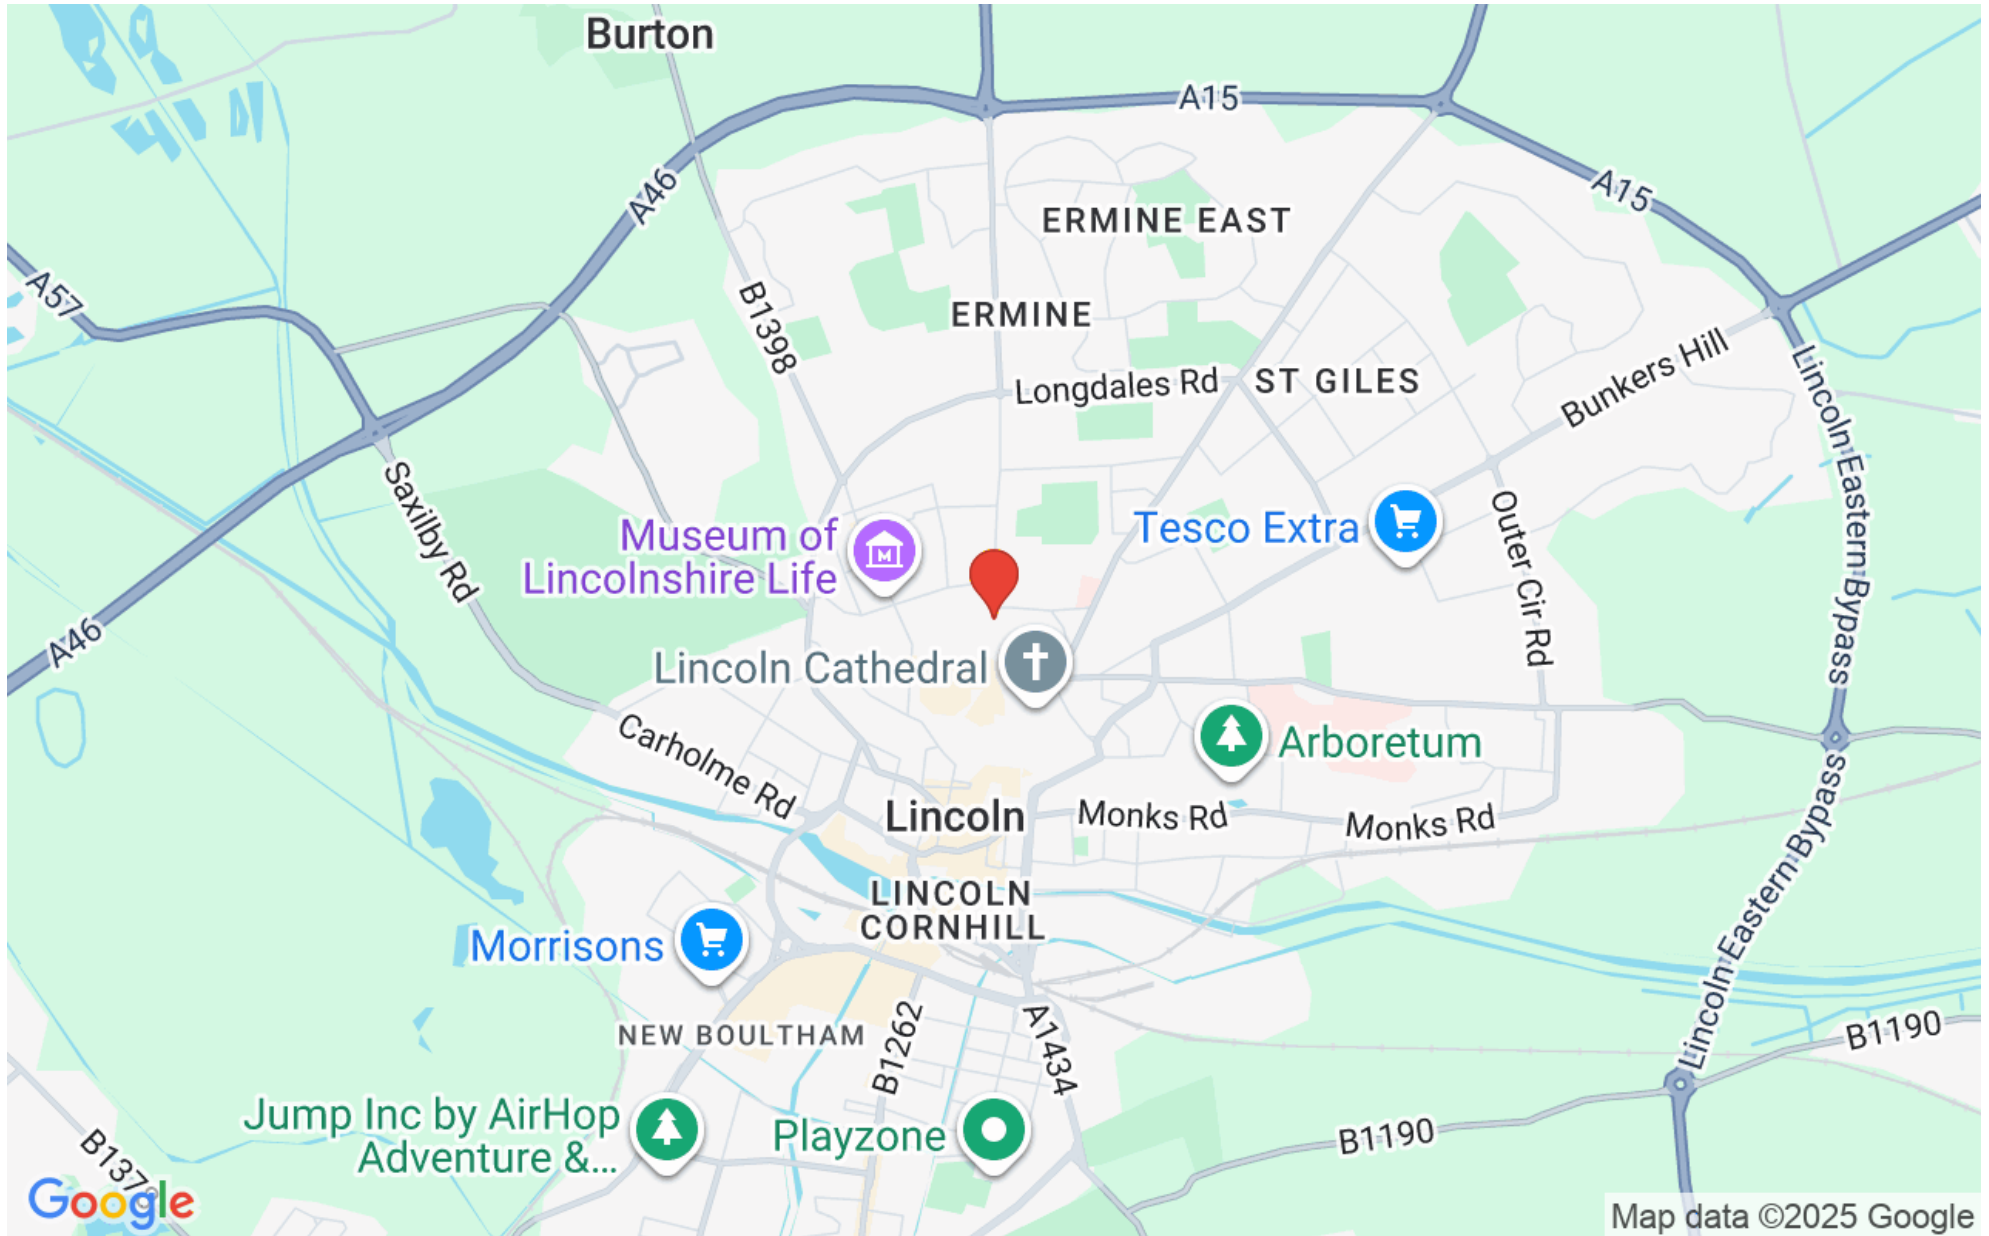 Burton
A15
A46
A15
ERMINE EAST
A57
B1398
ERMINE
Longdales Rd
ST GILES
Bunkers Hill
Lincoln Eastern Bypass
Saxilby Rd
Museum of
Lincolnshire Life
Tesco Extra
Outer Cir Rd
A46
Lincoln Cathedral
Carholme Rd
Arboretum
Lincoln
Monks Rd
Monks Rd
Lincoln Eastern Bypass
LINCOLN
CORNHILL
Morrisons
NEW BOULTHAM
B1262
A1434
B1190
Jump Inc by AirHop
Adventure &...
Playzone
B1190
Google
Map data ©2025 Google